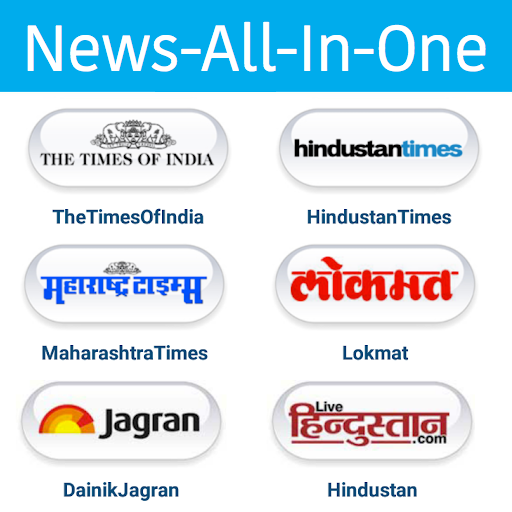 News-All-In-One
THE TIMES OF INDIA
hindustantimes
TheTimesOfIndia
HindustanTimes
महाराष्ट्र टाइम्स
लोकमत
MaharashtraTimes
Lokmat
Jagran
Live
हिन्दुस्तान
.com
DainikJagran
Hindustan